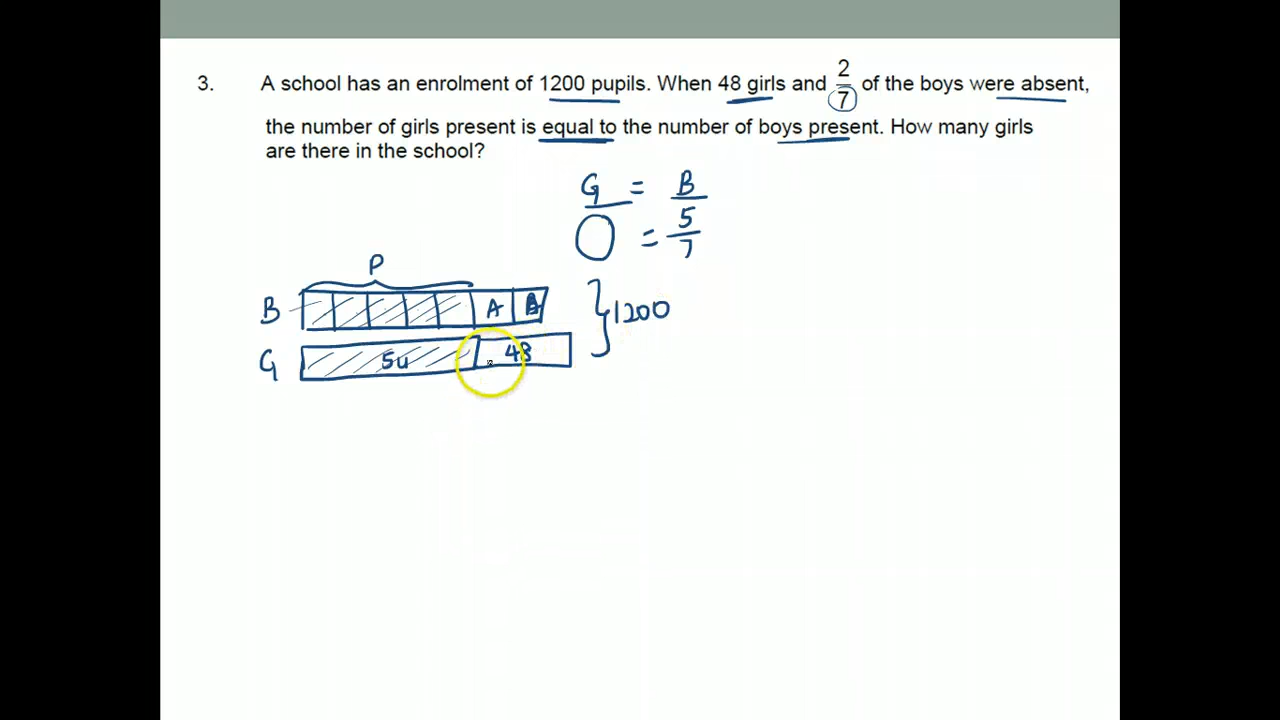 3. A school has an enrolment of 1200 pupils. When 48 girls and 2/7 of the boys were absent,
the number of girls present is equal to the number of boys present. How many girls
are there in the school?
G = B
= 5/7
P
B A A
1200
G 5u 48